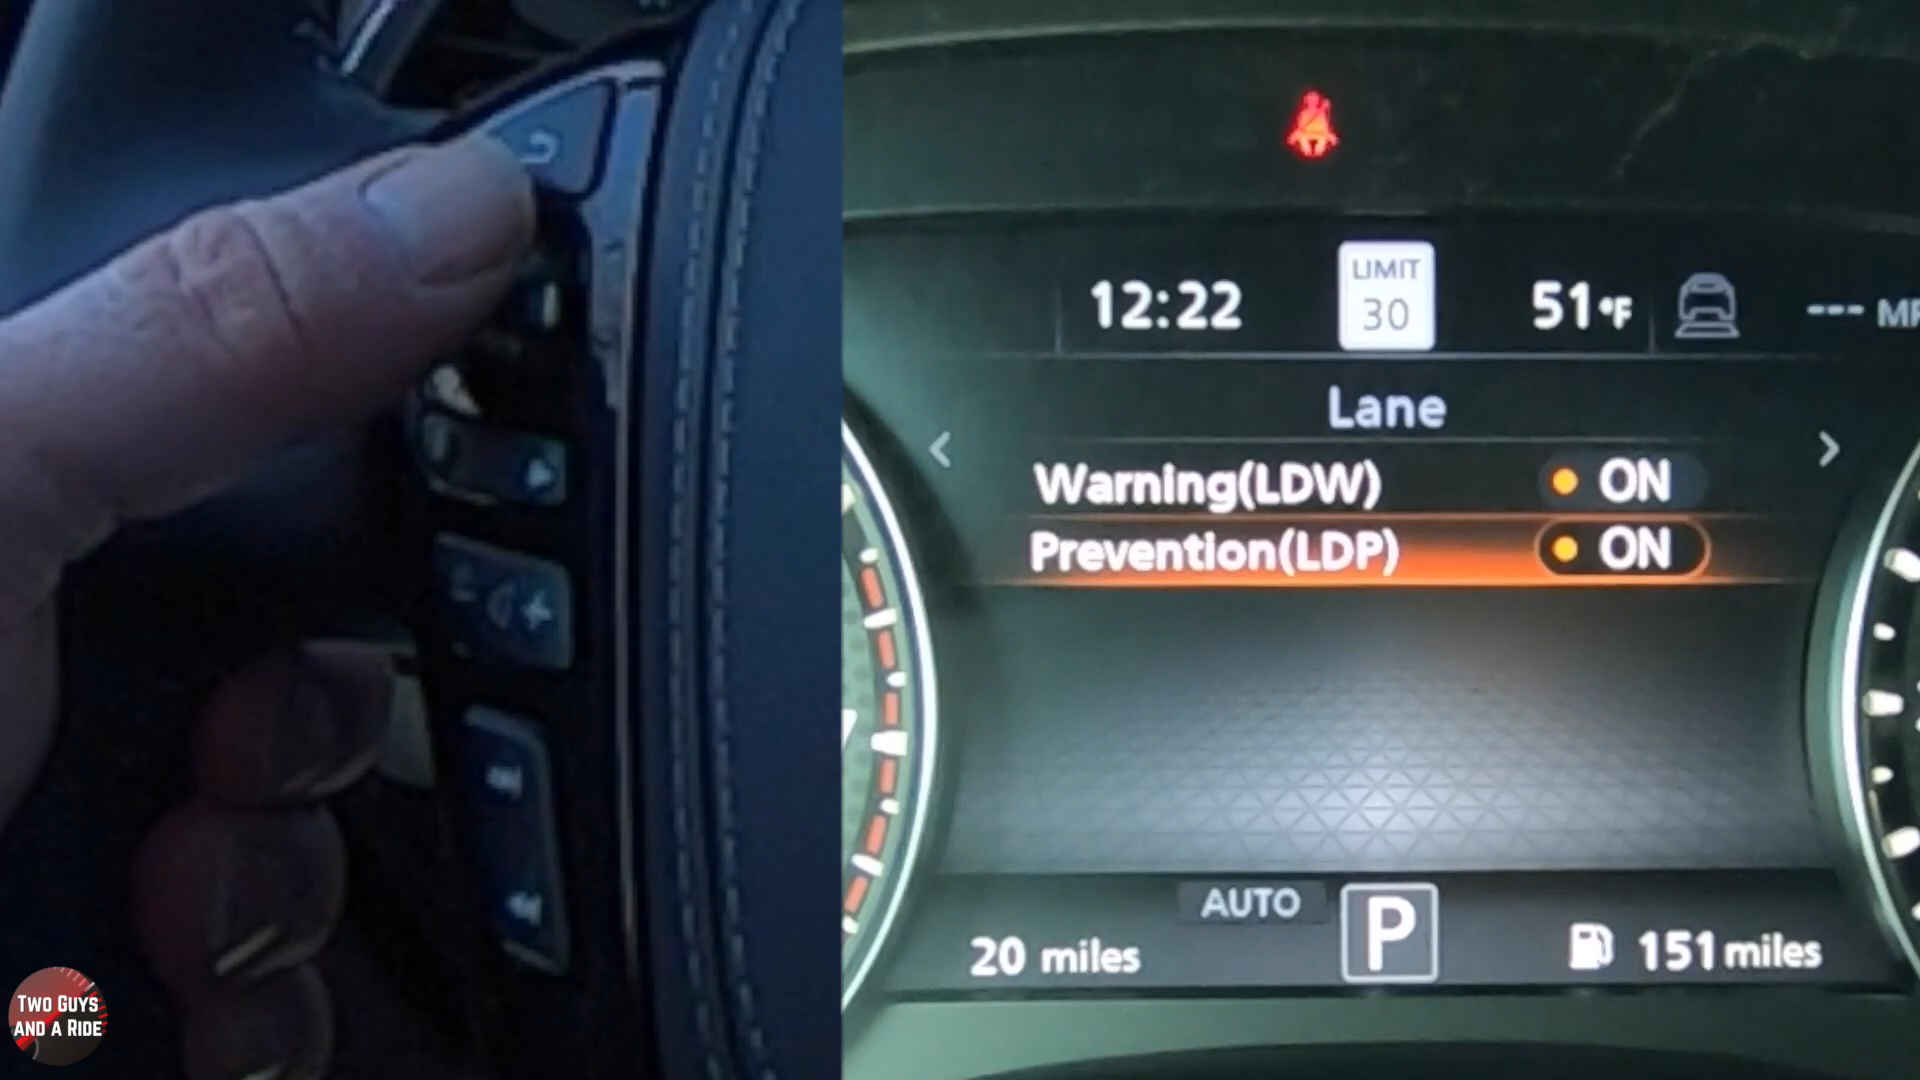 12:22
LIMIT
30
51°F
--- MP
Lane
Warning(LDW) ON
Prevention(LDP) ON
AUTO
P
20 miles
151 miles
TWO GUYS
AND A RIDE